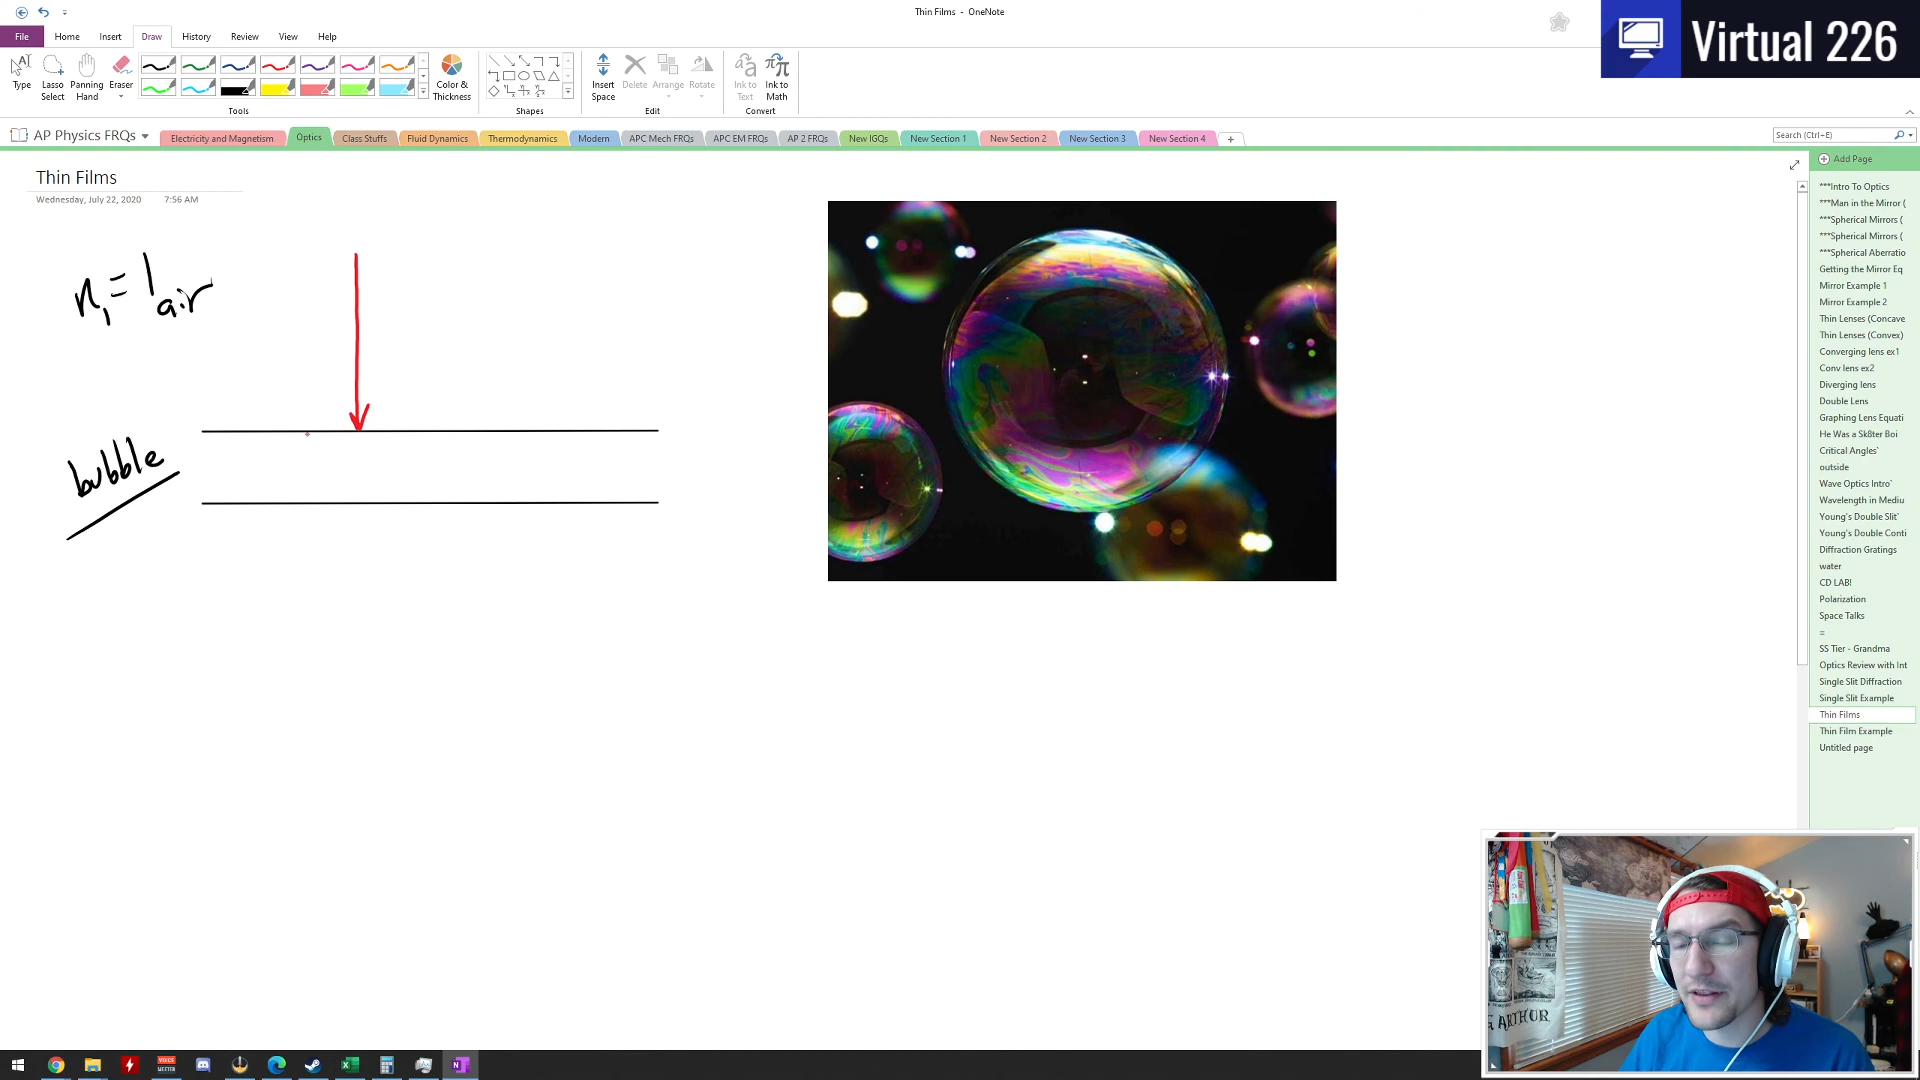 Thin Films - OneNote
Virtual 226
File Home Insert Draw History Review View Help
Type
Lasso Select
Panning Hand
Eraser
Color & Thickness
Insert Space
Delete
Arrange
Rotate
Ink to Text
Ink to Math
Tools
Shapes
Edit
Convert
AP Physics FRQs
Electricity and Magnetism
Optics
Class Stuffs
Fluid Dynamics
Thermodynamics
Modern
APC Mech FRQs
APC EM FRQs
AP 2 FRQs
New IGQs
New Section 1
New Section 2
New Section 3
New Section 4
Search (Ctrl+E)
Add Page
Thin Films
Wednesday, July 22, 2020 7:56 AM
n₁ = 1 air
bubble
***Intro To Optics
***Man in the Mirror (
***Spherical Mirrors (
***Spherical Mirrors (
***Spherical Aberratio
Getting the Mirror Eq
Mirror Example 1
Mirror Example 2
Thin Lenses (Concave
Thin Lenses (Convex)
Converging lens ex1
Conv lens ex2
Diverging lens
Double Lens
Graphing Lens Equati
He Was a Sk8ter Boi
Critical Angles`
outside
Wave Optics Intro`
Wavelength in Mediu
Young's Double Slit`
Young's Double Conti
Diffraction Gratings
water
CD LAB!
Polarization
Space Talks
=
SS Tier - Grandma
Optics Review with Int
Single Slit Diffraction
Single Slit Example
Thin Films
Thin Film Example
Untitled page
ARTHUR
VOICE
MEETER